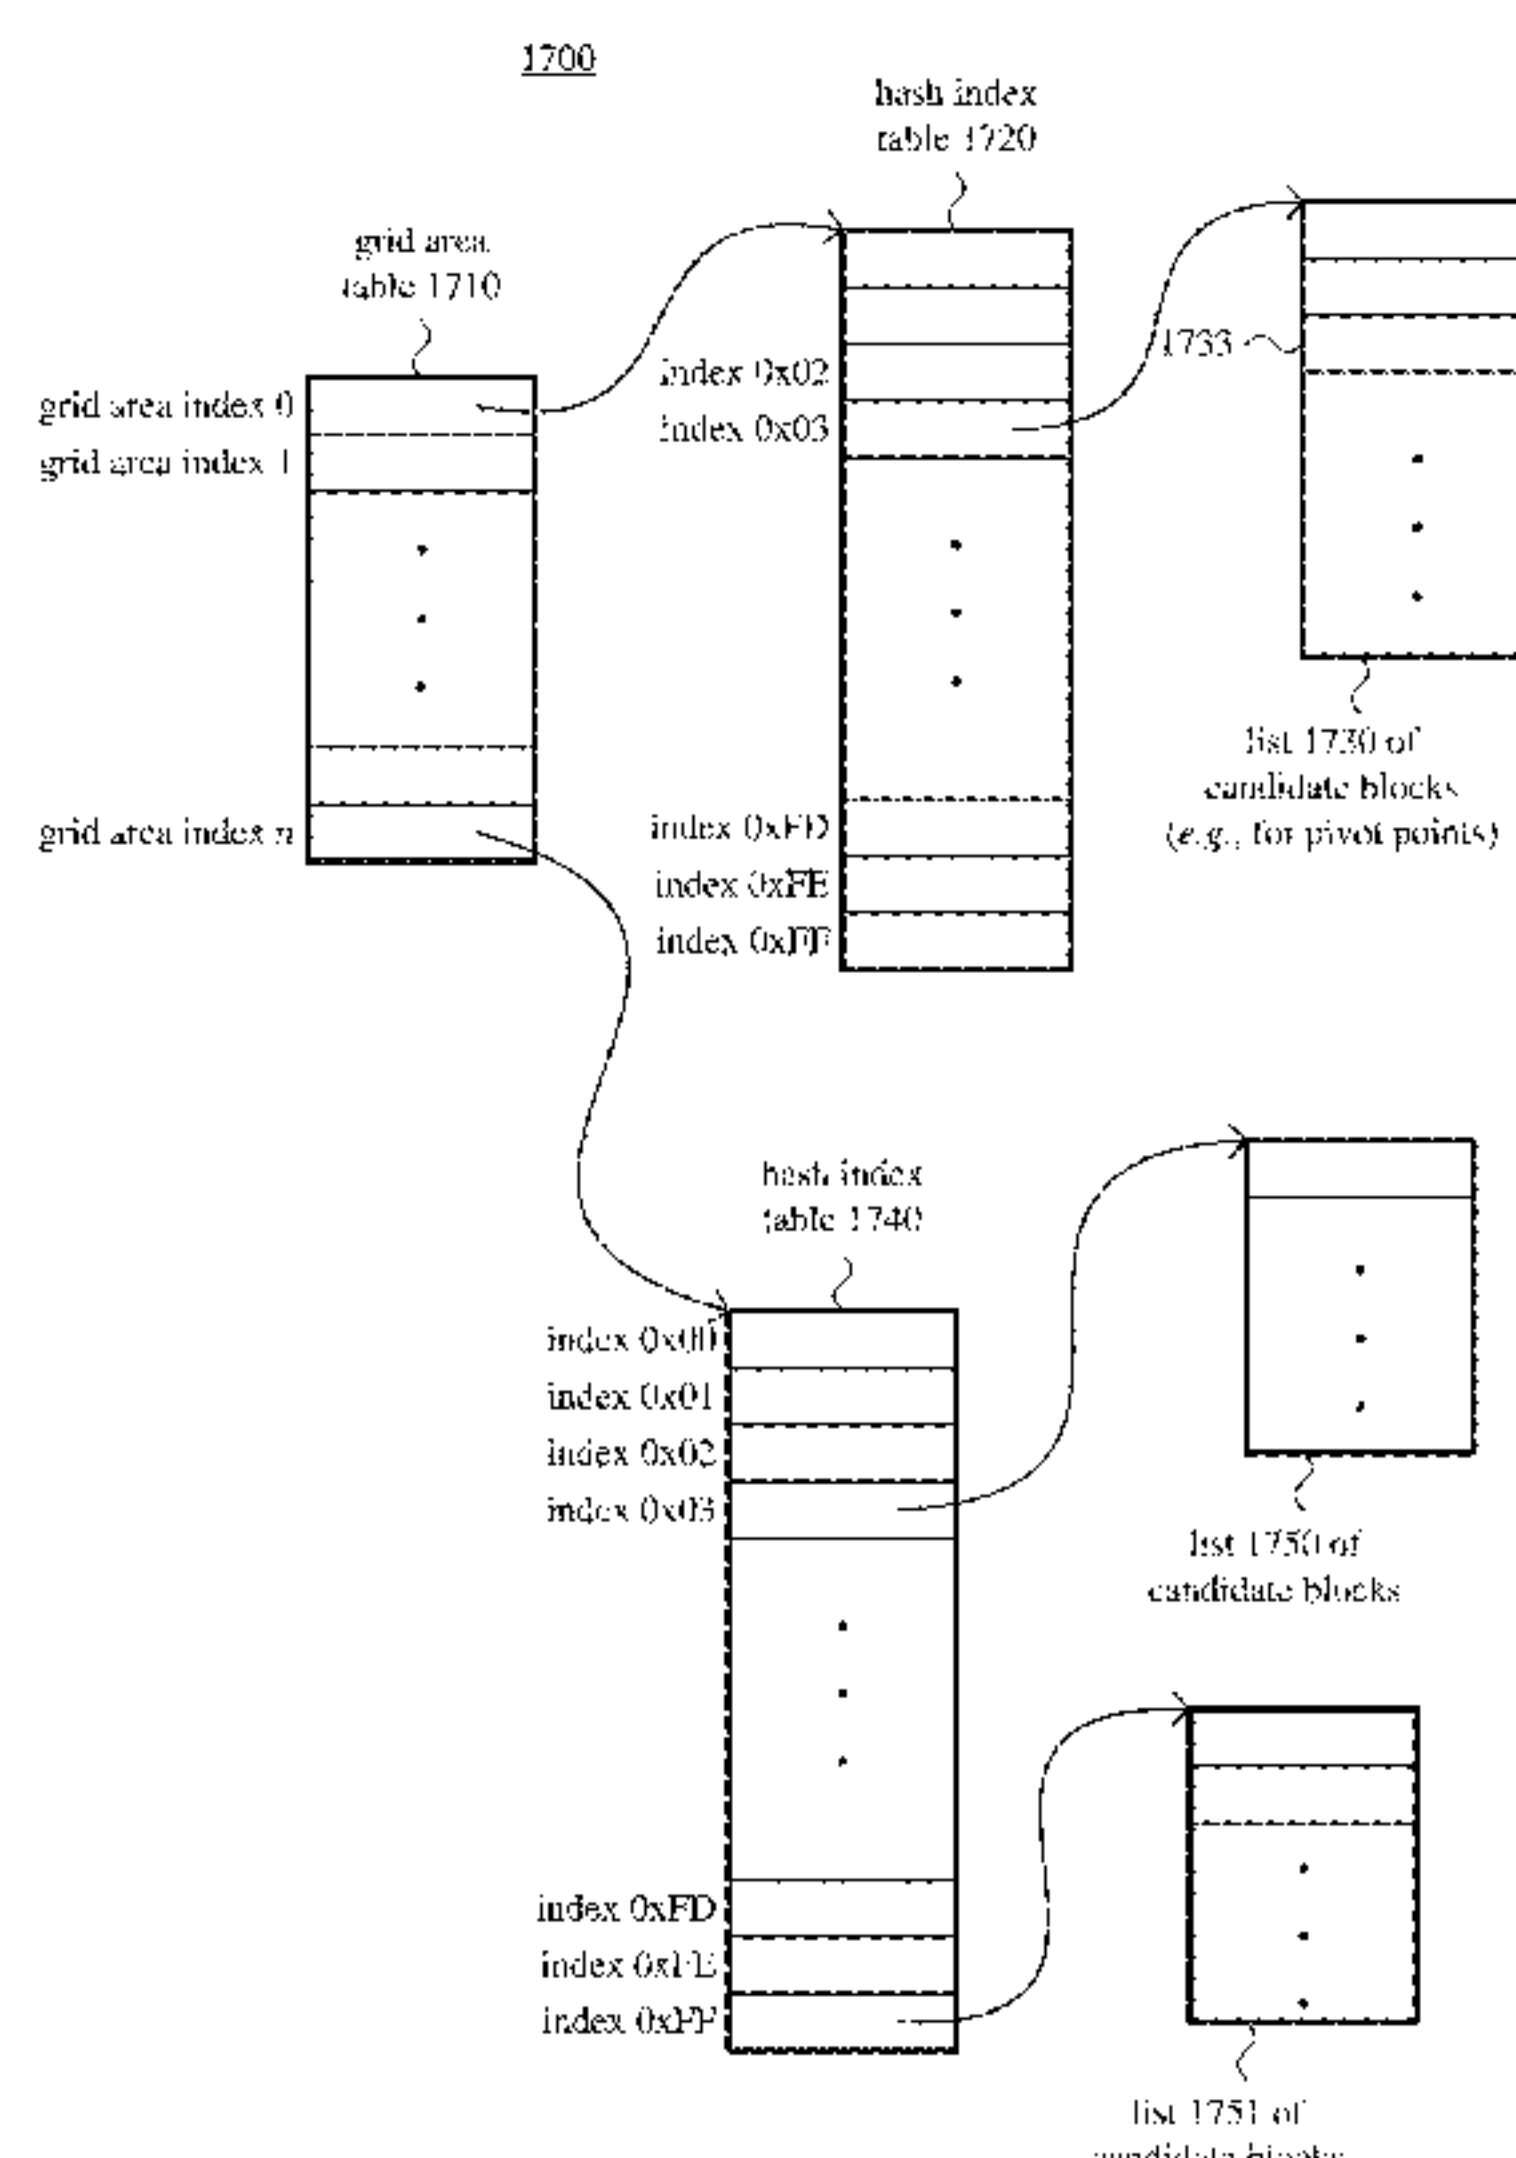 1700
hash index
table 1720
grid area
table 1710
grid area index 0
grid area index 1
grid area index n
index 0x02
index 0x03
index 0xFD
index 0xFE
index 0xFF
1733
list 1730 of
candidate blocks
(e.g., for pivot points)
hash index
table 1740
index 0x00
index 0x01
index 0x02
index 0x03
index 0xFD
index 0xFE
index 0xFF
list 1750 of
candidate blocks
list 1751 of
candidate blocks